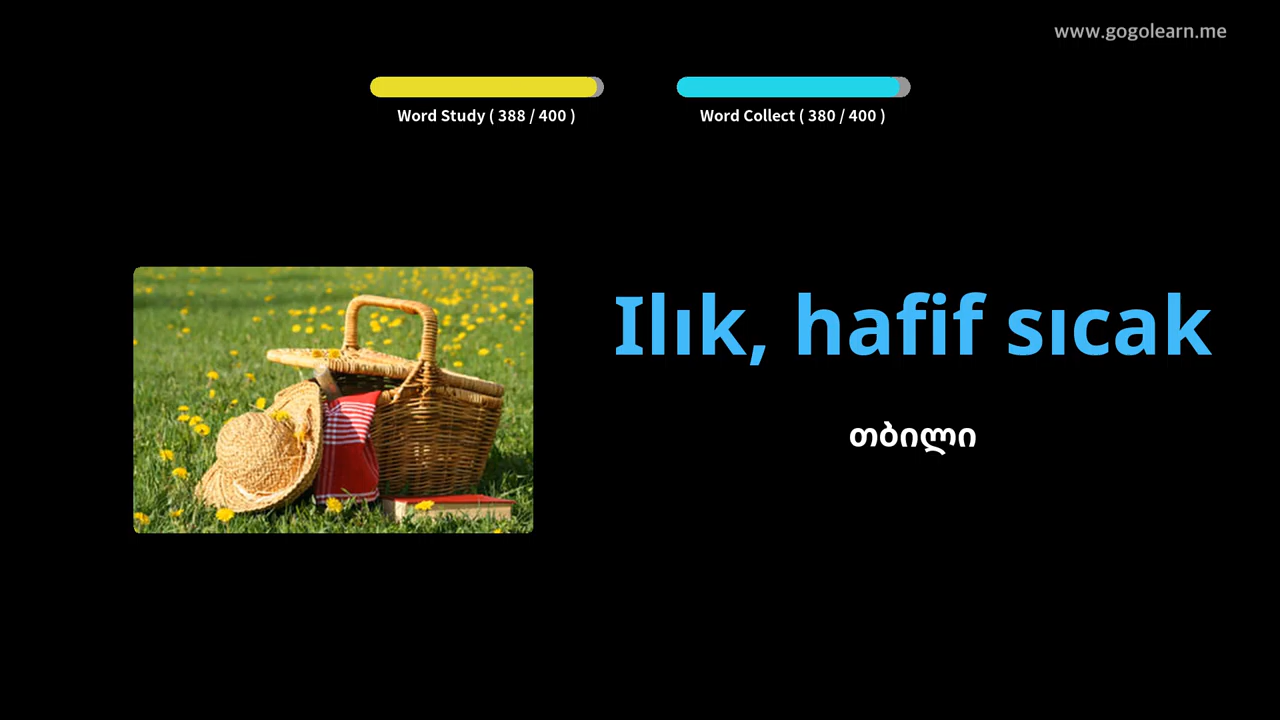 www.gogolearn.me
Word Study ( 388 / 400 )
Word Collect ( 380 / 400 )
Ilık, hafif sıcak
თბილი